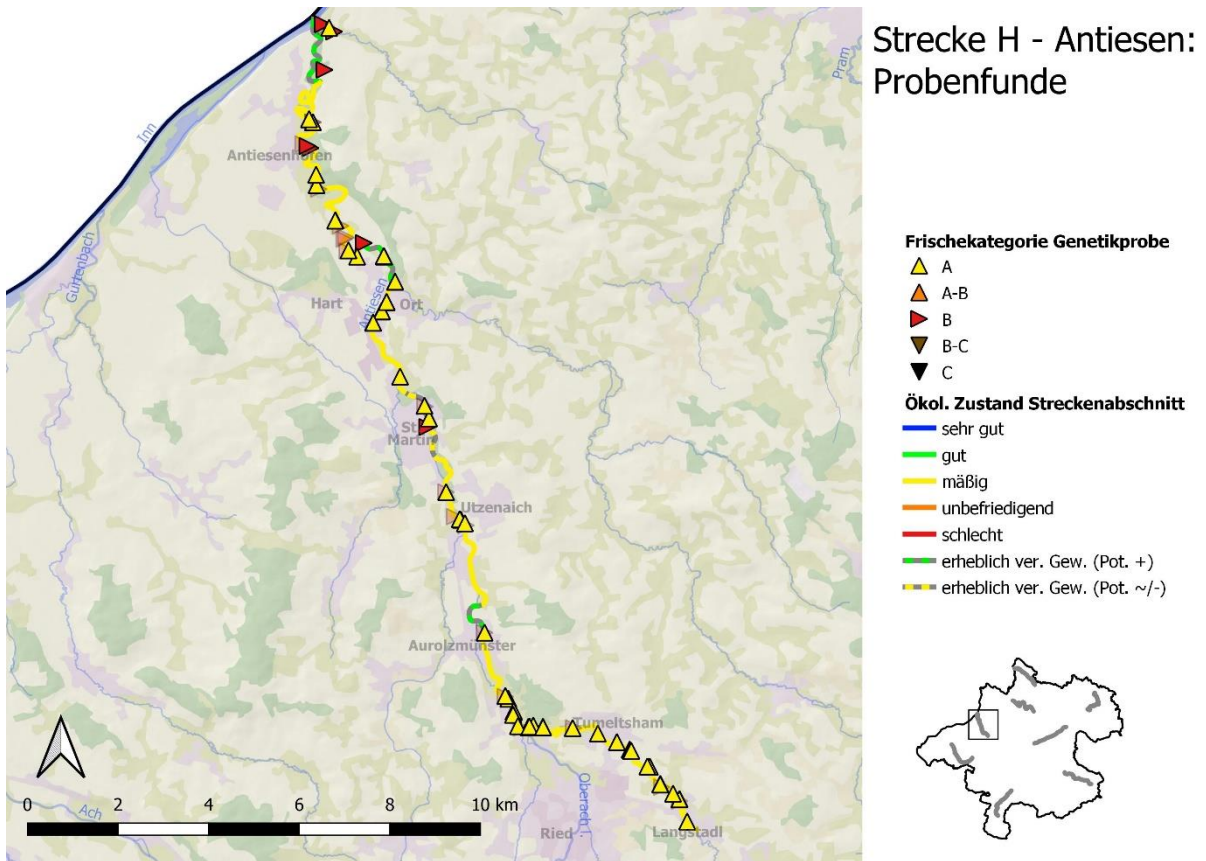 Strecke H - Antiesen:
Probenfunde
Pram
Inn
Antiesenhofen
Gurtenbach
Hart
Antiesen
Ort
St.
Martin
Utzenaich
Aurolzmünster
Tumeltsham
Oberach
Ach
Ried
Langstadl
0 2 4 6 8 10 km
Frischekategorie Genetikprobe
A
A-B
B
B-C
C
Ökol. Zustand Streckenabschnitt
sehr gut
gut
mäßig
unbefriedigend
schlecht
erheblich ver. Gew. (Pot. +)
erheblich ver. Gew. (Pot. ~/-)